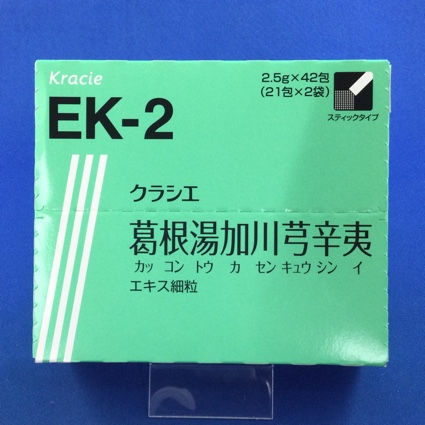 Kracie
EK-2
2.5g×42包
(21包×2袋)
スティックタイプ
クラシエ
葛根湯加川芎辛夷
カッ コン トウ カ セン キュウ シン イ
エキス細粒